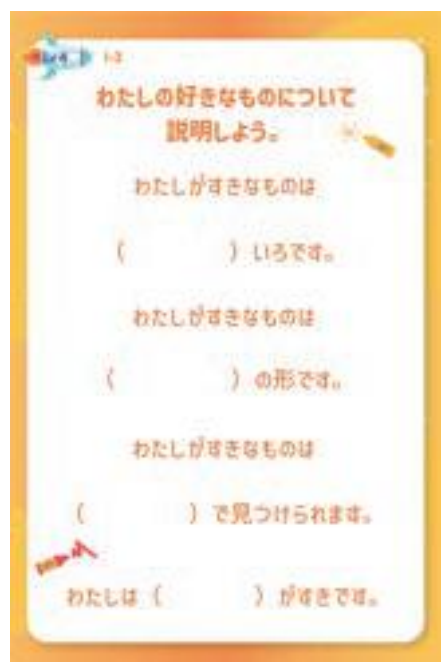 1-3
わたしの好きなものについて
説明しよう。
わたしがすきなものは
（　　　　　）いろです。
わたしがすきなものは
（　　　　　）の形です。
わたしがすきなものは
（　　　　　）で見つけられます。
わたしは（　　　　　）がすきです。